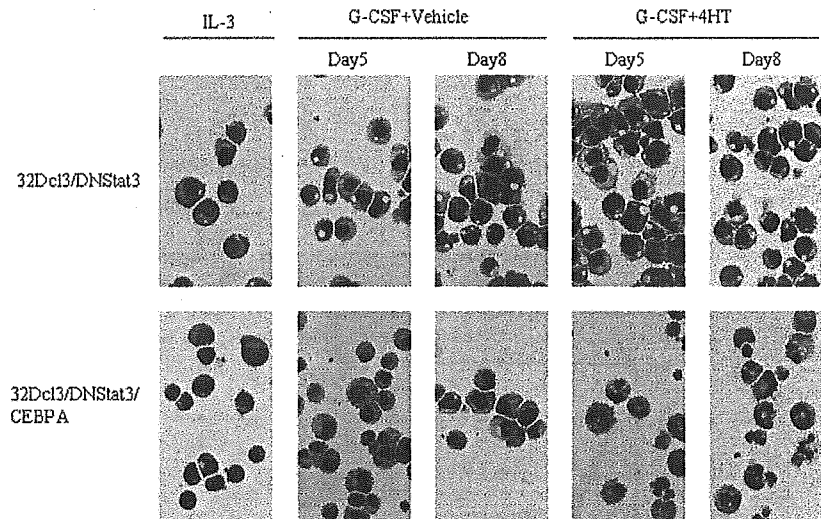 IL-3
G-CSF+Vehicle
G-CSF+4HT
Day5
Day8
Day5
Day8
32Dcl3/DNStat3
32Dcl3/DNStat3/
CEBPA